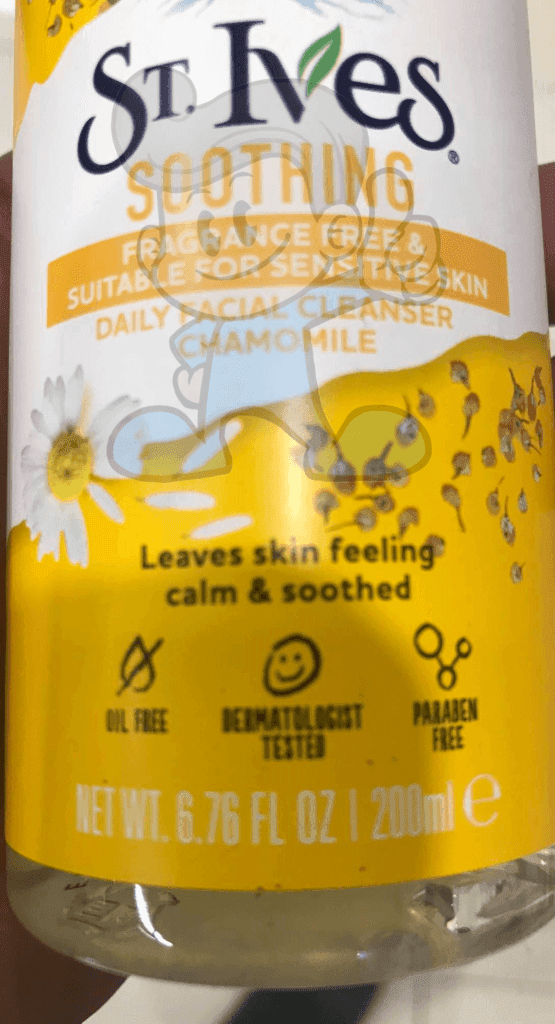 ST. Ives®
SOOTHING
FRAGRANCE FREE &
SUITABLE FOR SENSITIVE SKIN
DAILY FACIAL CLEANSER
CHAMOMILE
Leaves skin feeling
calm & soothed
OIL FREE
DERMATOLOGIST
TESTED
PARABEN
FREE
NET WT. 6.76 FL OZ | 200ml e